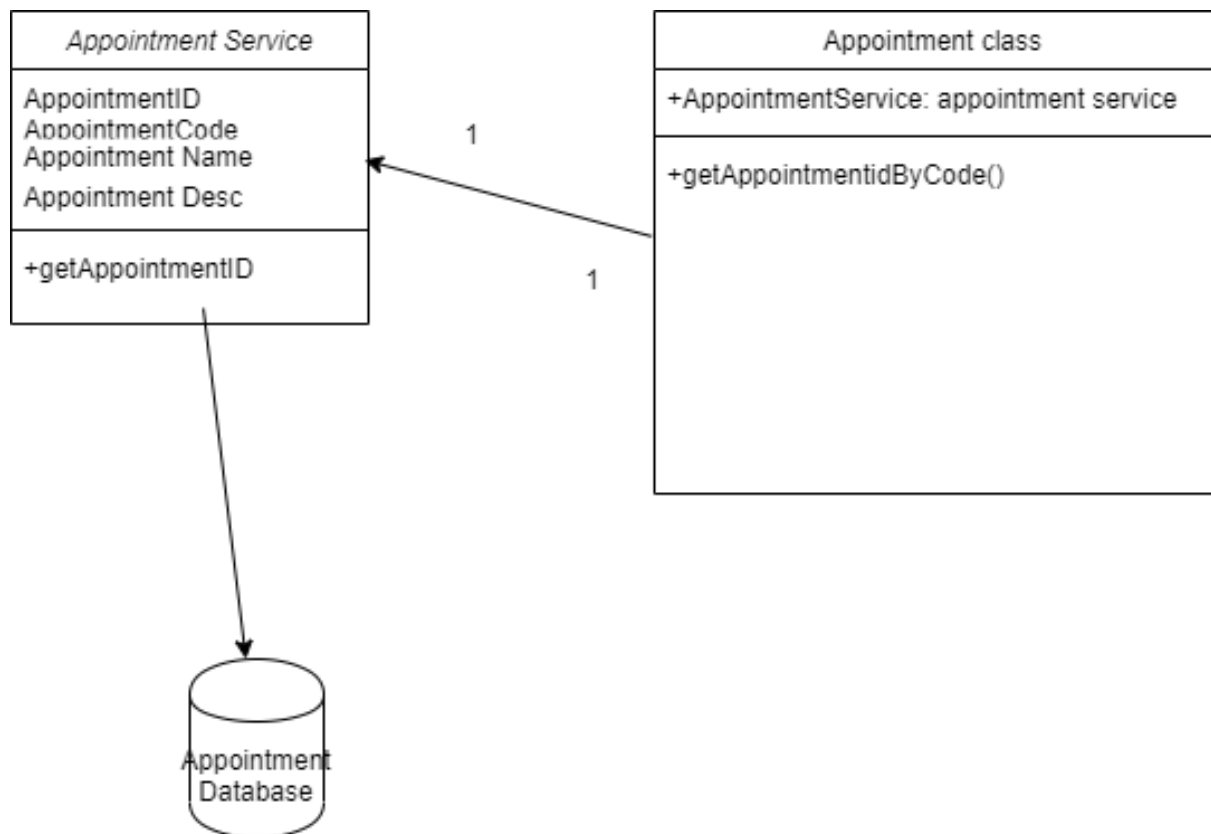 Appointment Service
AppointmentID
AppointmentCode
Appointment Name
Appointment Desc
+getAppointmentID
1
1
Appointment class
+AppointmentService: appointment service
+getAppointmentidByCode()
Appointment
Database